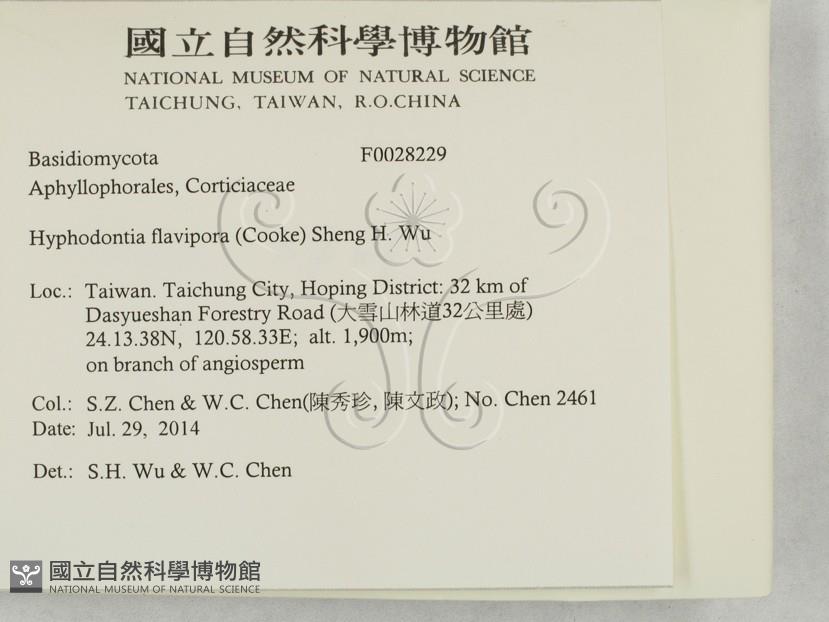 國立自然科學博物館
NATIONAL MUSEUM OF NATURAL SCIENCE
TAICHUNG, TAIWAN, R.O.CHINA
Basidiomycota F0028229
Aphyllophorales, Corticiaceae
Hyphodontia flavipora (Cooke) Sheng H. Wu
Loc.: Taiwan. Taichung City, Hoping District: 32 km of
Dasyueshan Forestry Road (大雪山林道32公里處)
24.13.38N, 120.58.33E; alt. 1,900m;
on branch of angiosperm
Col.: S.Z. Chen & W.C. Chen(陳秀珍, 陳文政); No. Chen 2461
Date: Jul. 29, 2014
Det.: S.H. Wu & W.C. Chen
國立自然科學博物館
NATIONAL MUSEUM OF NATURAL SCIENCE